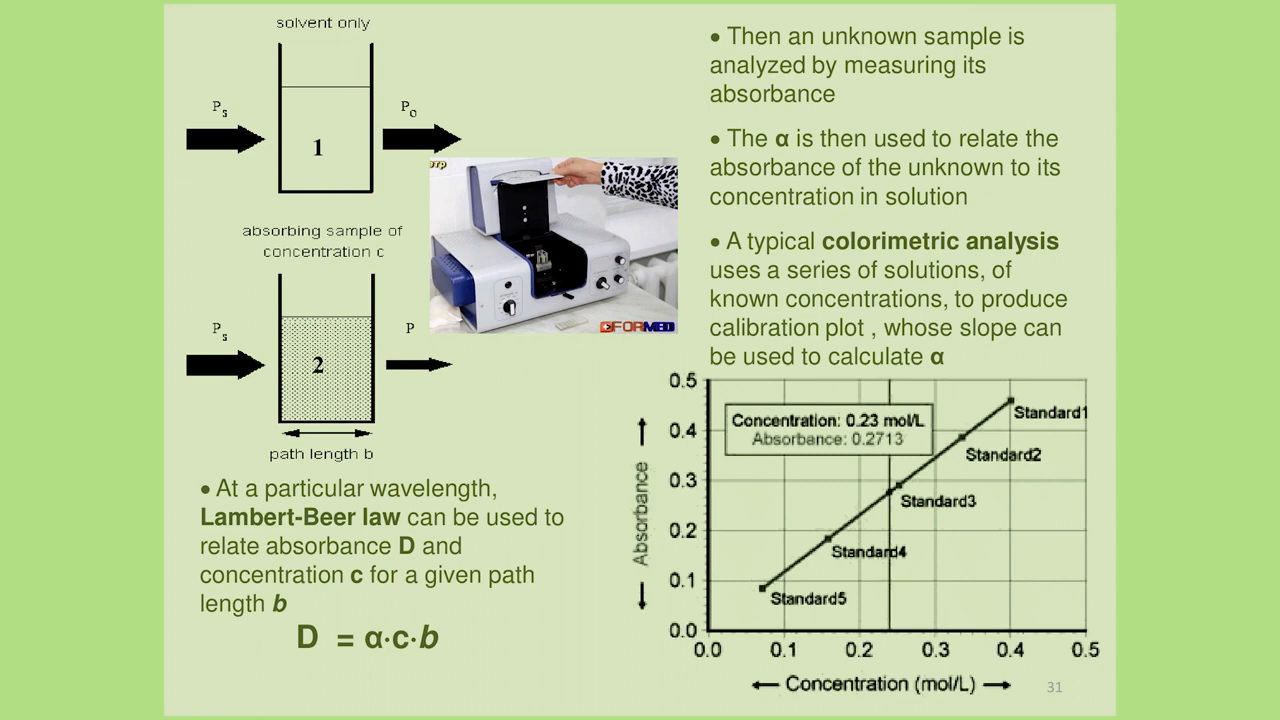 solvent only
Ps
Po
1
absorbing sample of
concentration c
Ps
P
2
path length b
• At a particular wavelength,
Lambert-Beer law can be used to
relate absorbance D and
concentration c for a given path
length b
D = α·c·b
FORMED
• Then an unknown sample is
analyzed by measuring its
absorbance
• The α is then used to relate the
absorbance of the unknown to its
concentration in solution
• A typical colorimetric analysis
uses a series of solutions, of
known concentrations, to produce
calibration plot , whose slope can
be used to calculate α
0.5
0.4
0.3
0.2
0.1
0.0
Absorbance
Concentration: 0.23 mol/L
Absorbance: 0.2713
Standard1
Standard2
Standard3
Standard4
Standard5
0.0 0.1 0.2 0.3 0.4 0.5
Concentration (mol/L)
31